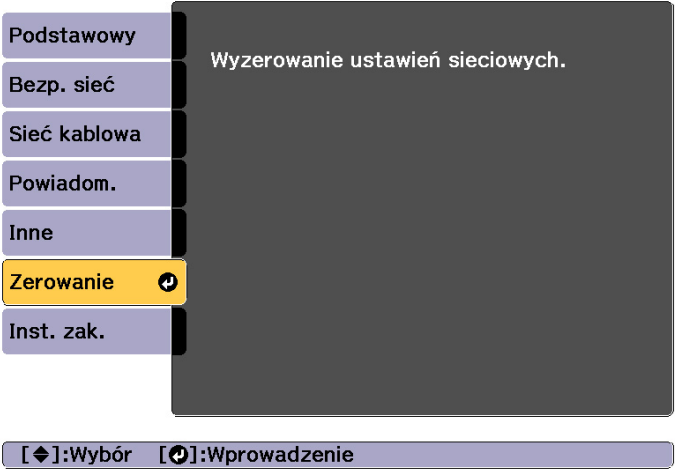 Podstawowy
Bezp. sieć
Sieć kablowa
Powiadom.
Inne
Zerowanie
Inst. zak.
Wyzerowanie ustawień sieciowych.
[ ]:Wybór [ ]:Wprowadzenie